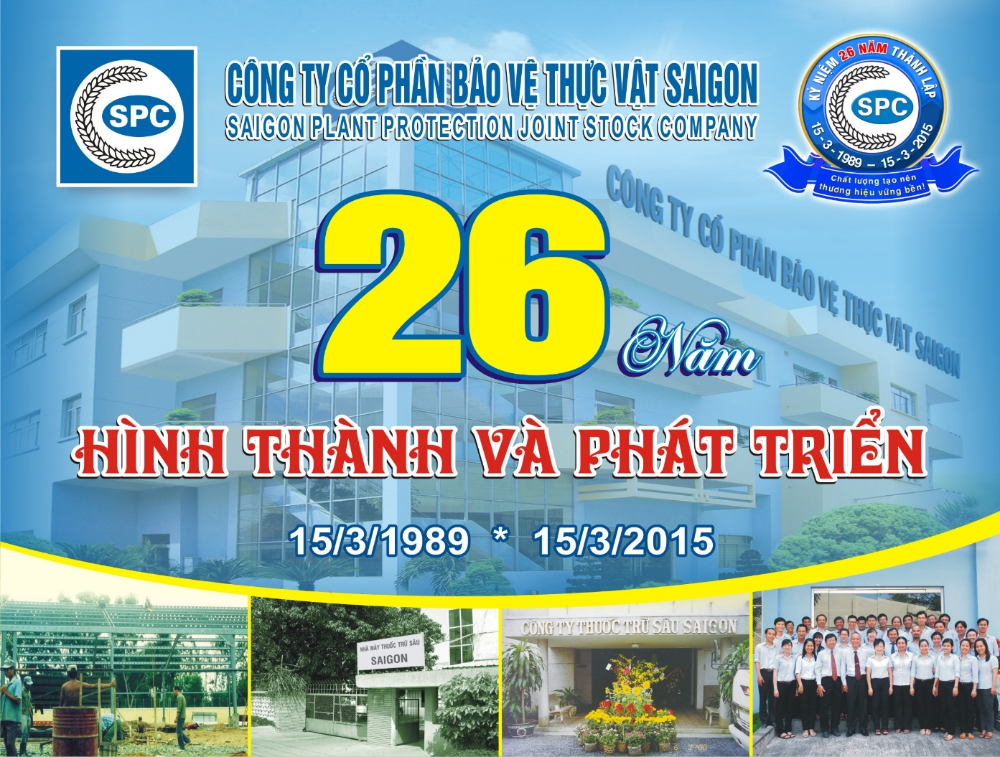 SPC
CÔNG TY CỔ PHẦN BẢO VỆ THỰC VẬT SAIGON
SAIGON PLANT PROTECTION JOINT STOCK COMPANY
KỶ NIỆM 26 NĂM THÀNH LẬP
SPC
15-3-1989 – 15-3-2015
Chất lượng tạo nên
thương hiệu vững bền!
CÔNG TY CỔ PHẦN BẢO VỆ THỰC VẬT SAIGON
26 Năm
HÌNH THÀNH VÀ PHÁT TRIỂN
15/3/1989 * 15/3/2015
NHÀ MÁY THUỐC TRỪ SÂU
SAIGON
CÔNG TY THUỐC TRỪ SÂU SAIGON